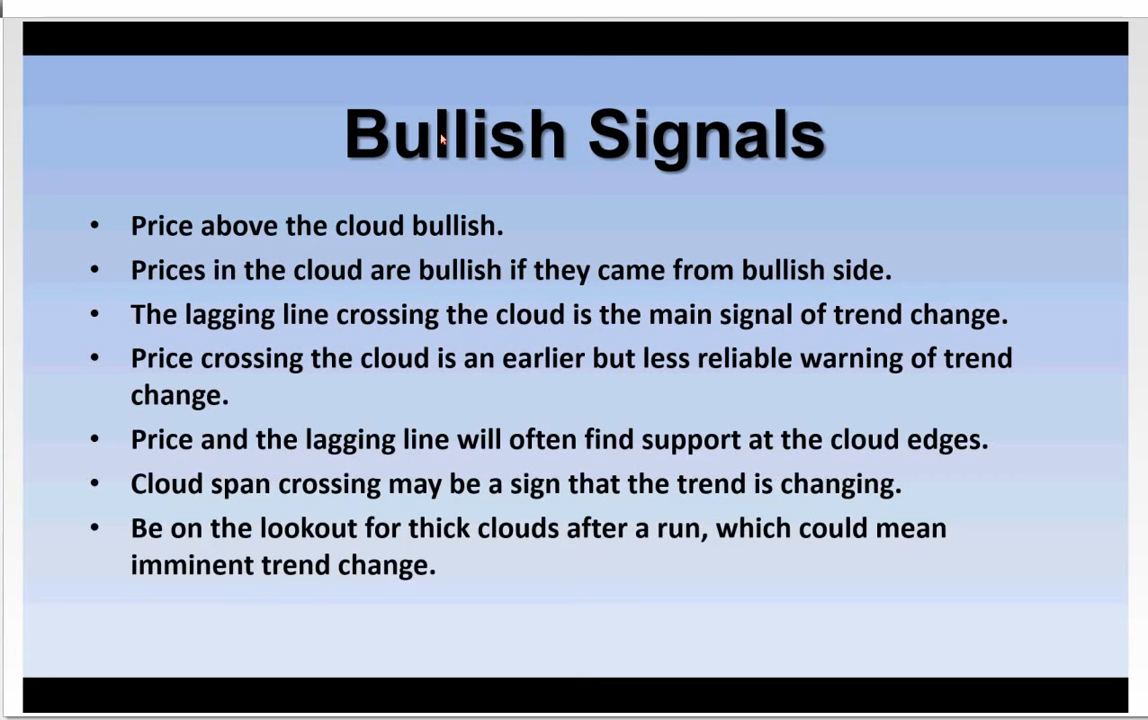 Bullish Signals
• Price above the cloud bullish.
• Prices in the cloud are bullish if they came from bullish side.
• The lagging line crossing the cloud is the main signal of trend change.
• Price crossing the cloud is an earlier but less reliable warning of trend
change.
• Price and the lagging line will often find support at the cloud edges.
• Cloud span crossing may be a sign that the trend is changing.
• Be on the lookout for thick clouds after a run, which could mean
imminent trend change.